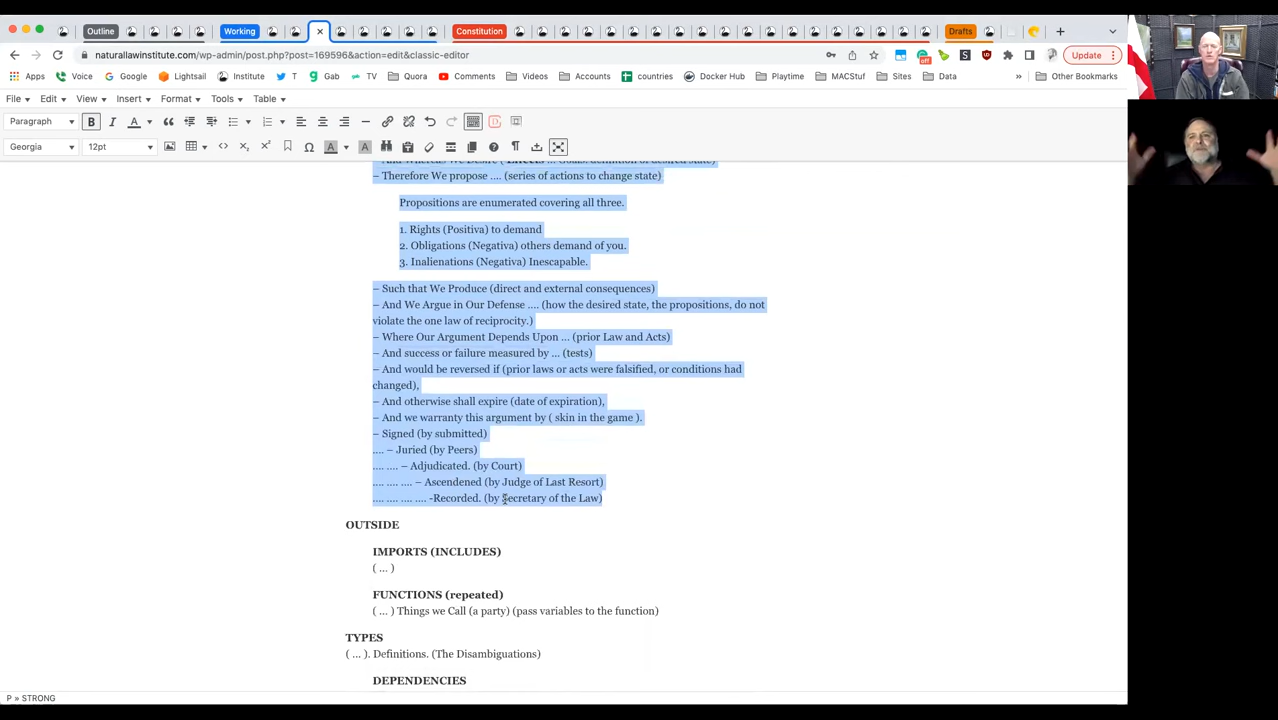 Outline
Working
Constitution
Drafts
naturallawinstitute.com/wp-admin/post.php?post=169596&action=edit&classic-editor
Update
Apps Voice Google Lightsail Institute T Gab TV Quora Comments Videos Accounts countries Docker Hub Playtime MACStuf Sites Data » Other Bookmarks
File Edit View Insert Format Tools Table
Paragraph B I A
Georgia 12pt A A
– And Whereas We Desire ( Effects ... Goals: definition of desired state)
– Therefore We propose .... (series of actions to change state)
Propositions are enumerated covering all three.
1. Rights (Positiva) to demand
2. Obligations (Negativa) others demand of you.
3. Inalienations (Negativa) Inescapable.
– Such that We Produce (direct and external consequences)
– And We Argue in Our Defense .... (how the desired state, the propositions, do not
violate the one law of reciprocity.)
– Where Our Argument Depends Upon ... (prior Law and Acts)
– And success or failure measured by ... (tests)
– And would be reversed if (prior laws or acts were falsified, or conditions had
changed),
– And otherwise shall expire (date of expiration),
– And we warranty this argument by ( skin in the game ).
– Signed (by submitted)
.... – Juried (by Peers)
.... .... – Adjudicated. (by Court)
.... .... .... – Ascendened (by Judge of Last Resort)
.... .... .... .... -Recorded. (by Secretary of the Law)
OUTSIDE
IMPORTS (INCLUDES)
( ... )
FUNCTIONS (repeated)
( ... ) Things we Call (a party) (pass variables to the function)
TYPES
( ... ). Definitions. (The Disambiguations)
DEPENDENCIES
P » STRONG